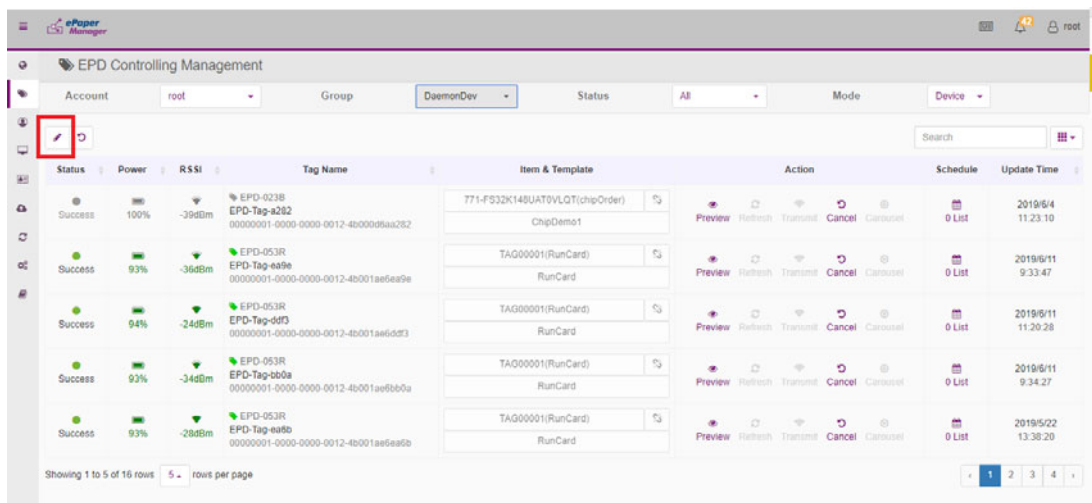 ePaper
Manager
42
root
EPD Controlling Management
Account root Group DaemonDev Status All Mode Device
Search
Status Power RSSI Tag Name Item & Template Action Schedule Update Time
Success 100% -39dBm
EPD-023B
EPD-Tag-a282
00000001-0000-0000-0012-4b000d6aa282
771-FS32K148UAT0VLQT(chipOrder)
ChipDemo1
Preview Refresh Transmit Cancel Carousel
0 List
2019/6/4
11:23:10
Success 93% -36dBm
EPD-053R
EPD-Tag-ea9e
00000001-0000-0000-0012-4b001ae6ea9e
TAG00001(RunCard)
RunCard
Preview Refresh Transmit Cancel Carousel
0 List
2019/6/11
9:33:47
Success 94% -24dBm
EPD-053R
EPD-Tag-ddf3
00000001-0000-0000-0012-4b001ae6ddf3
TAG00001(RunCard)
RunCard
Preview Refresh Transmit Cancel Carousel
0 List
2019/6/11
11:20:28
Success 93% -34dBm
EPD-053R
EPD-Tag-bb0a
00000001-0000-0000-0012-4b001ae6bb0a
TAG00001(RunCard)
RunCard
Preview Refresh Transmit Cancel Carousel
0 List
2019/6/11
9:34:27
Success 93% -28dBm
EPD-053R
EPD-Tag-ea6b
00000001-0000-0000-0012-4b001ae6ea6b
TAG00001(RunCard)
RunCard
Preview Refresh Transmit Cancel Carousel
0 List
2019/5/22
13:38:20
Showing 1 to 5 of 16 rows 5 rows per page
‹ 1 2 3 4 ›